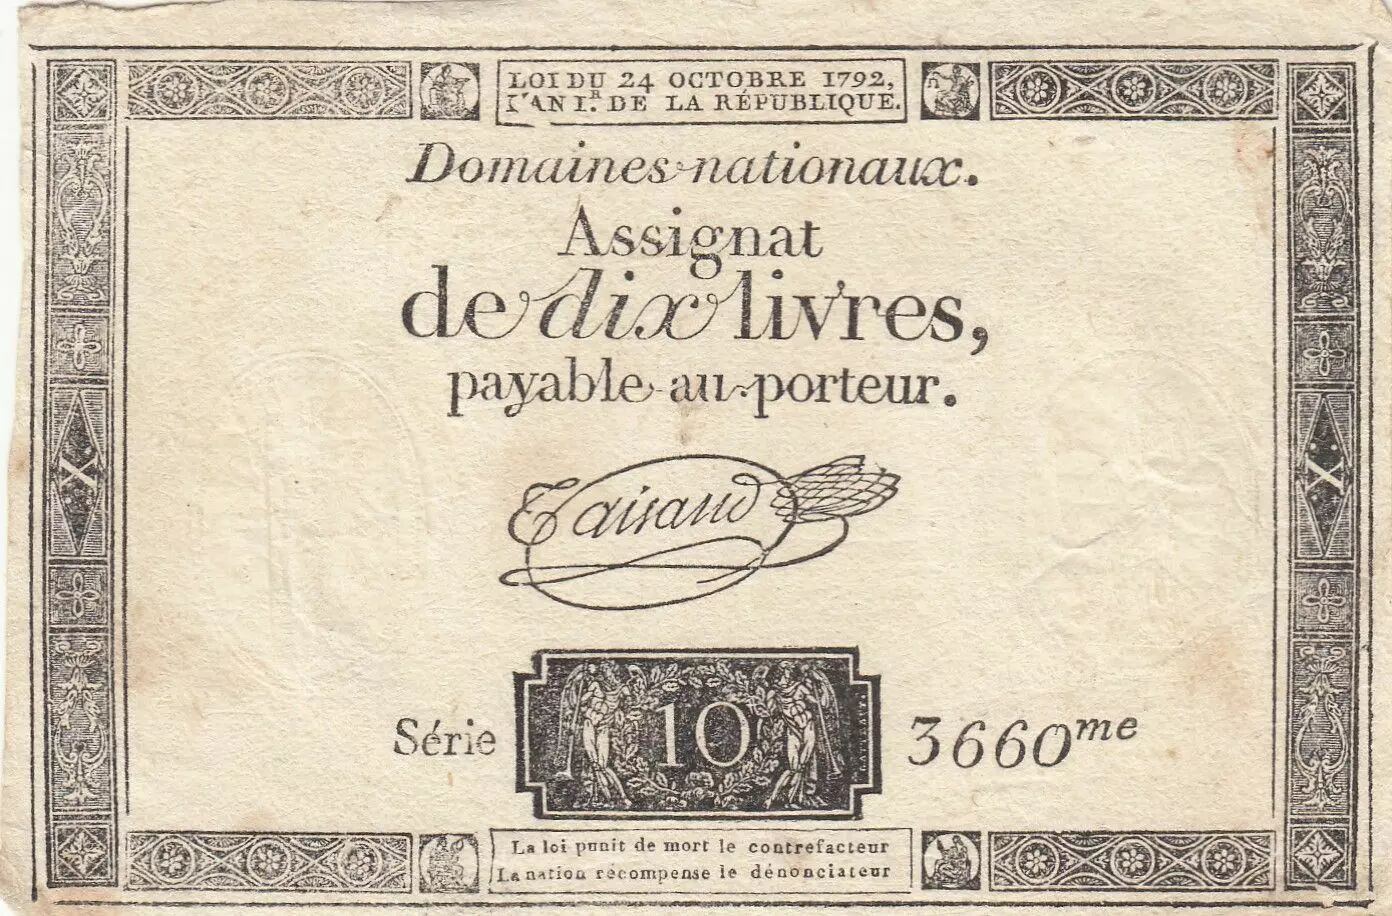 LOI DU 24 OCTOBRE 1792,
L'AN I.R DE LA RÉPUBLIQUE.
Domaines nationaux.
Assignat
de dix livres,
payable au porteur.
Taisaud
X
X
Série 10 3660me
La loi punit de mort le contrefacteur
La nation récompense le dénonciateur